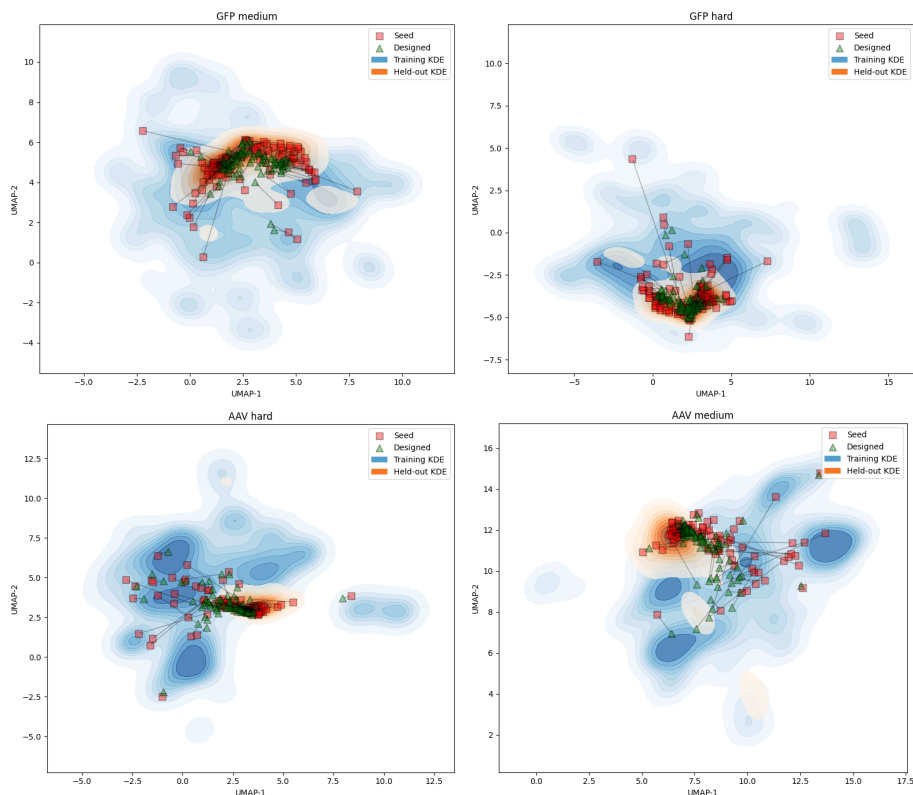 GFP medium
Seed
Designed
Training KDE
Held-out KDE
10
8
6
4
2
0
−2
−4
UMAP-2
−5.0
−2.5
0.0
2.5
5.0
7.5
10.0
UMAP-1
GFP hard
Seed
Designed
Training KDE
Held-out KDE
10.0
7.5
5.0
2.5
0.0
−2.5
−5.0
−7.5
UMAP-2
−5
0
5
10
15
UMAP-1
AAV hard
Seed
Designed
Training KDE
Held-out KDE
12.5
10.0
7.5
5.0
2.5
0.0
−2.5
−5.0
UMAP-2
−5.0
−2.5
0.0
2.5
5.0
7.5
10.0
12.5
UMAP-1
AAV medium
Seed
Designed
Training KDE
Held-out KDE
16
14
12
10
8
6
4
2
UMAP-2
0.0
2.5
5.0
7.5
10.0
12.5
15.0
17.5
UMAP-1